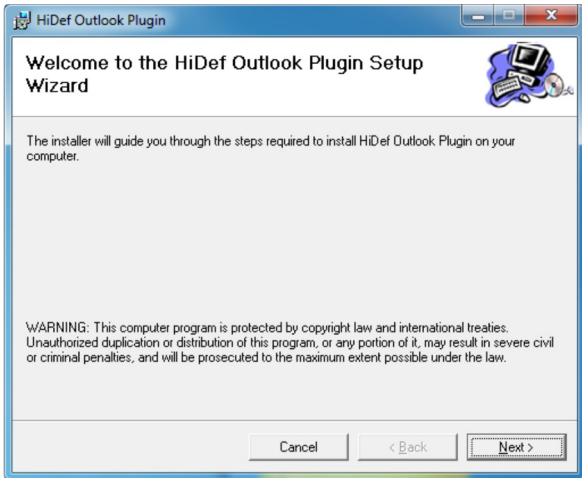 HiDef Outlook Plugin
Welcome to the HiDef Outlook Plugin Setup
Wizard
The installer will guide you through the steps required to install HiDef Outlook Plugin on your
computer.
WARNING: This computer program is protected by copyright law and international treaties.
Unauthorized duplication or distribution of this program, or any portion of it, may result in severe civil
or criminal penalties, and will be prosecuted to the maximum extent possible under the law.
Cancel < Back Next >